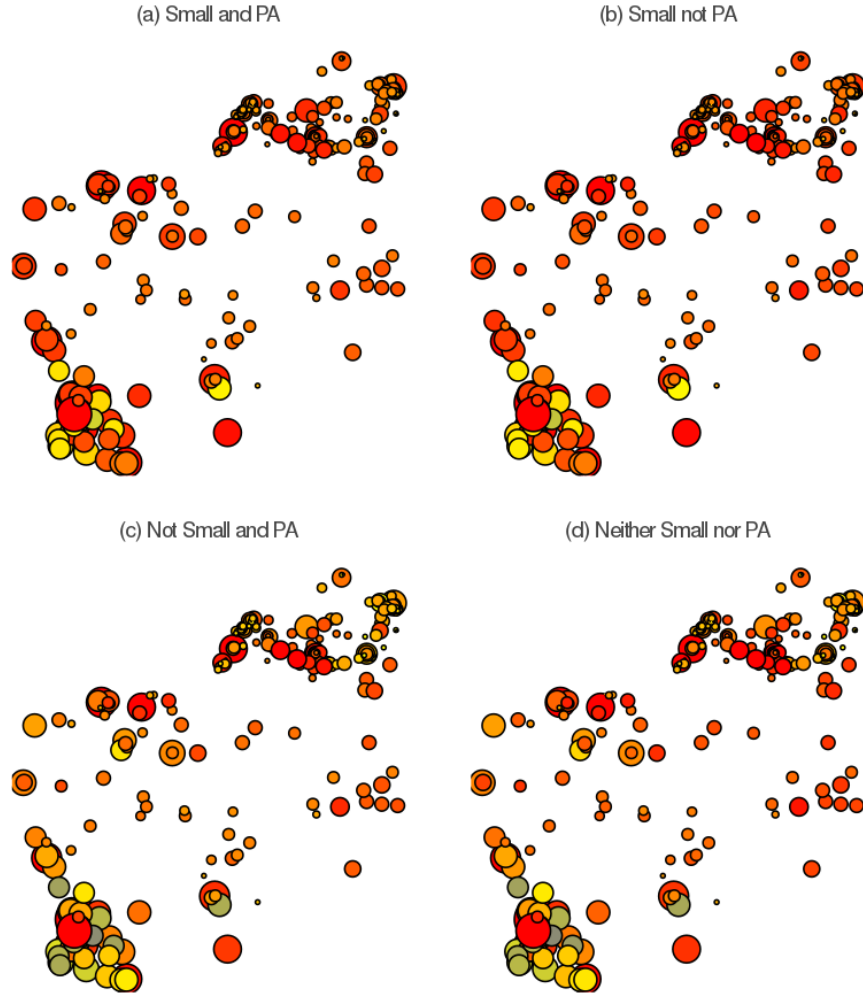 (a) Small and PA
(b) Small not PA
(c) Not Small and PA
(d) Neither Small nor PA